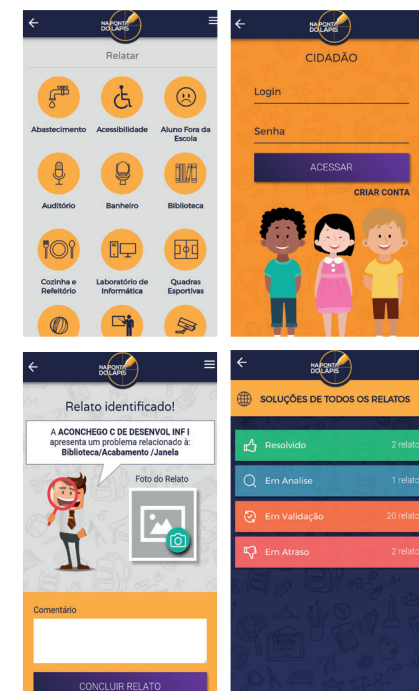 NA PONTA
DO LÁPIS
Relatar
Abastecimento
Acessibilidade
Aluno Fora da
Escola
Auditório
Banheiro
Biblioteca
Cozinha e
Refeitório
Laboratório de
Informática
Quadras
Esportivas
NA PONTA
DO LÁPIS
CIDADÃO
Login
Senha
ACESSAR
CRIAR CONTA
NA PONTA
DO LÁPIS
Relato identificado!
A ACONCHEGO C DE DESENVOL INF I
apresenta um problema relacionado à:
Biblioteca/Acabamento /Janela
Foto do Relato
Comentário
CONCLUIR RELATO
NA PONTA
DO LÁPIS
SOLUÇÕES DE TODOS OS RELATOS
Resolvido 2 relato
Em Analise 1 relato
Em Validação 20 relato
Em Atraso 2 relato